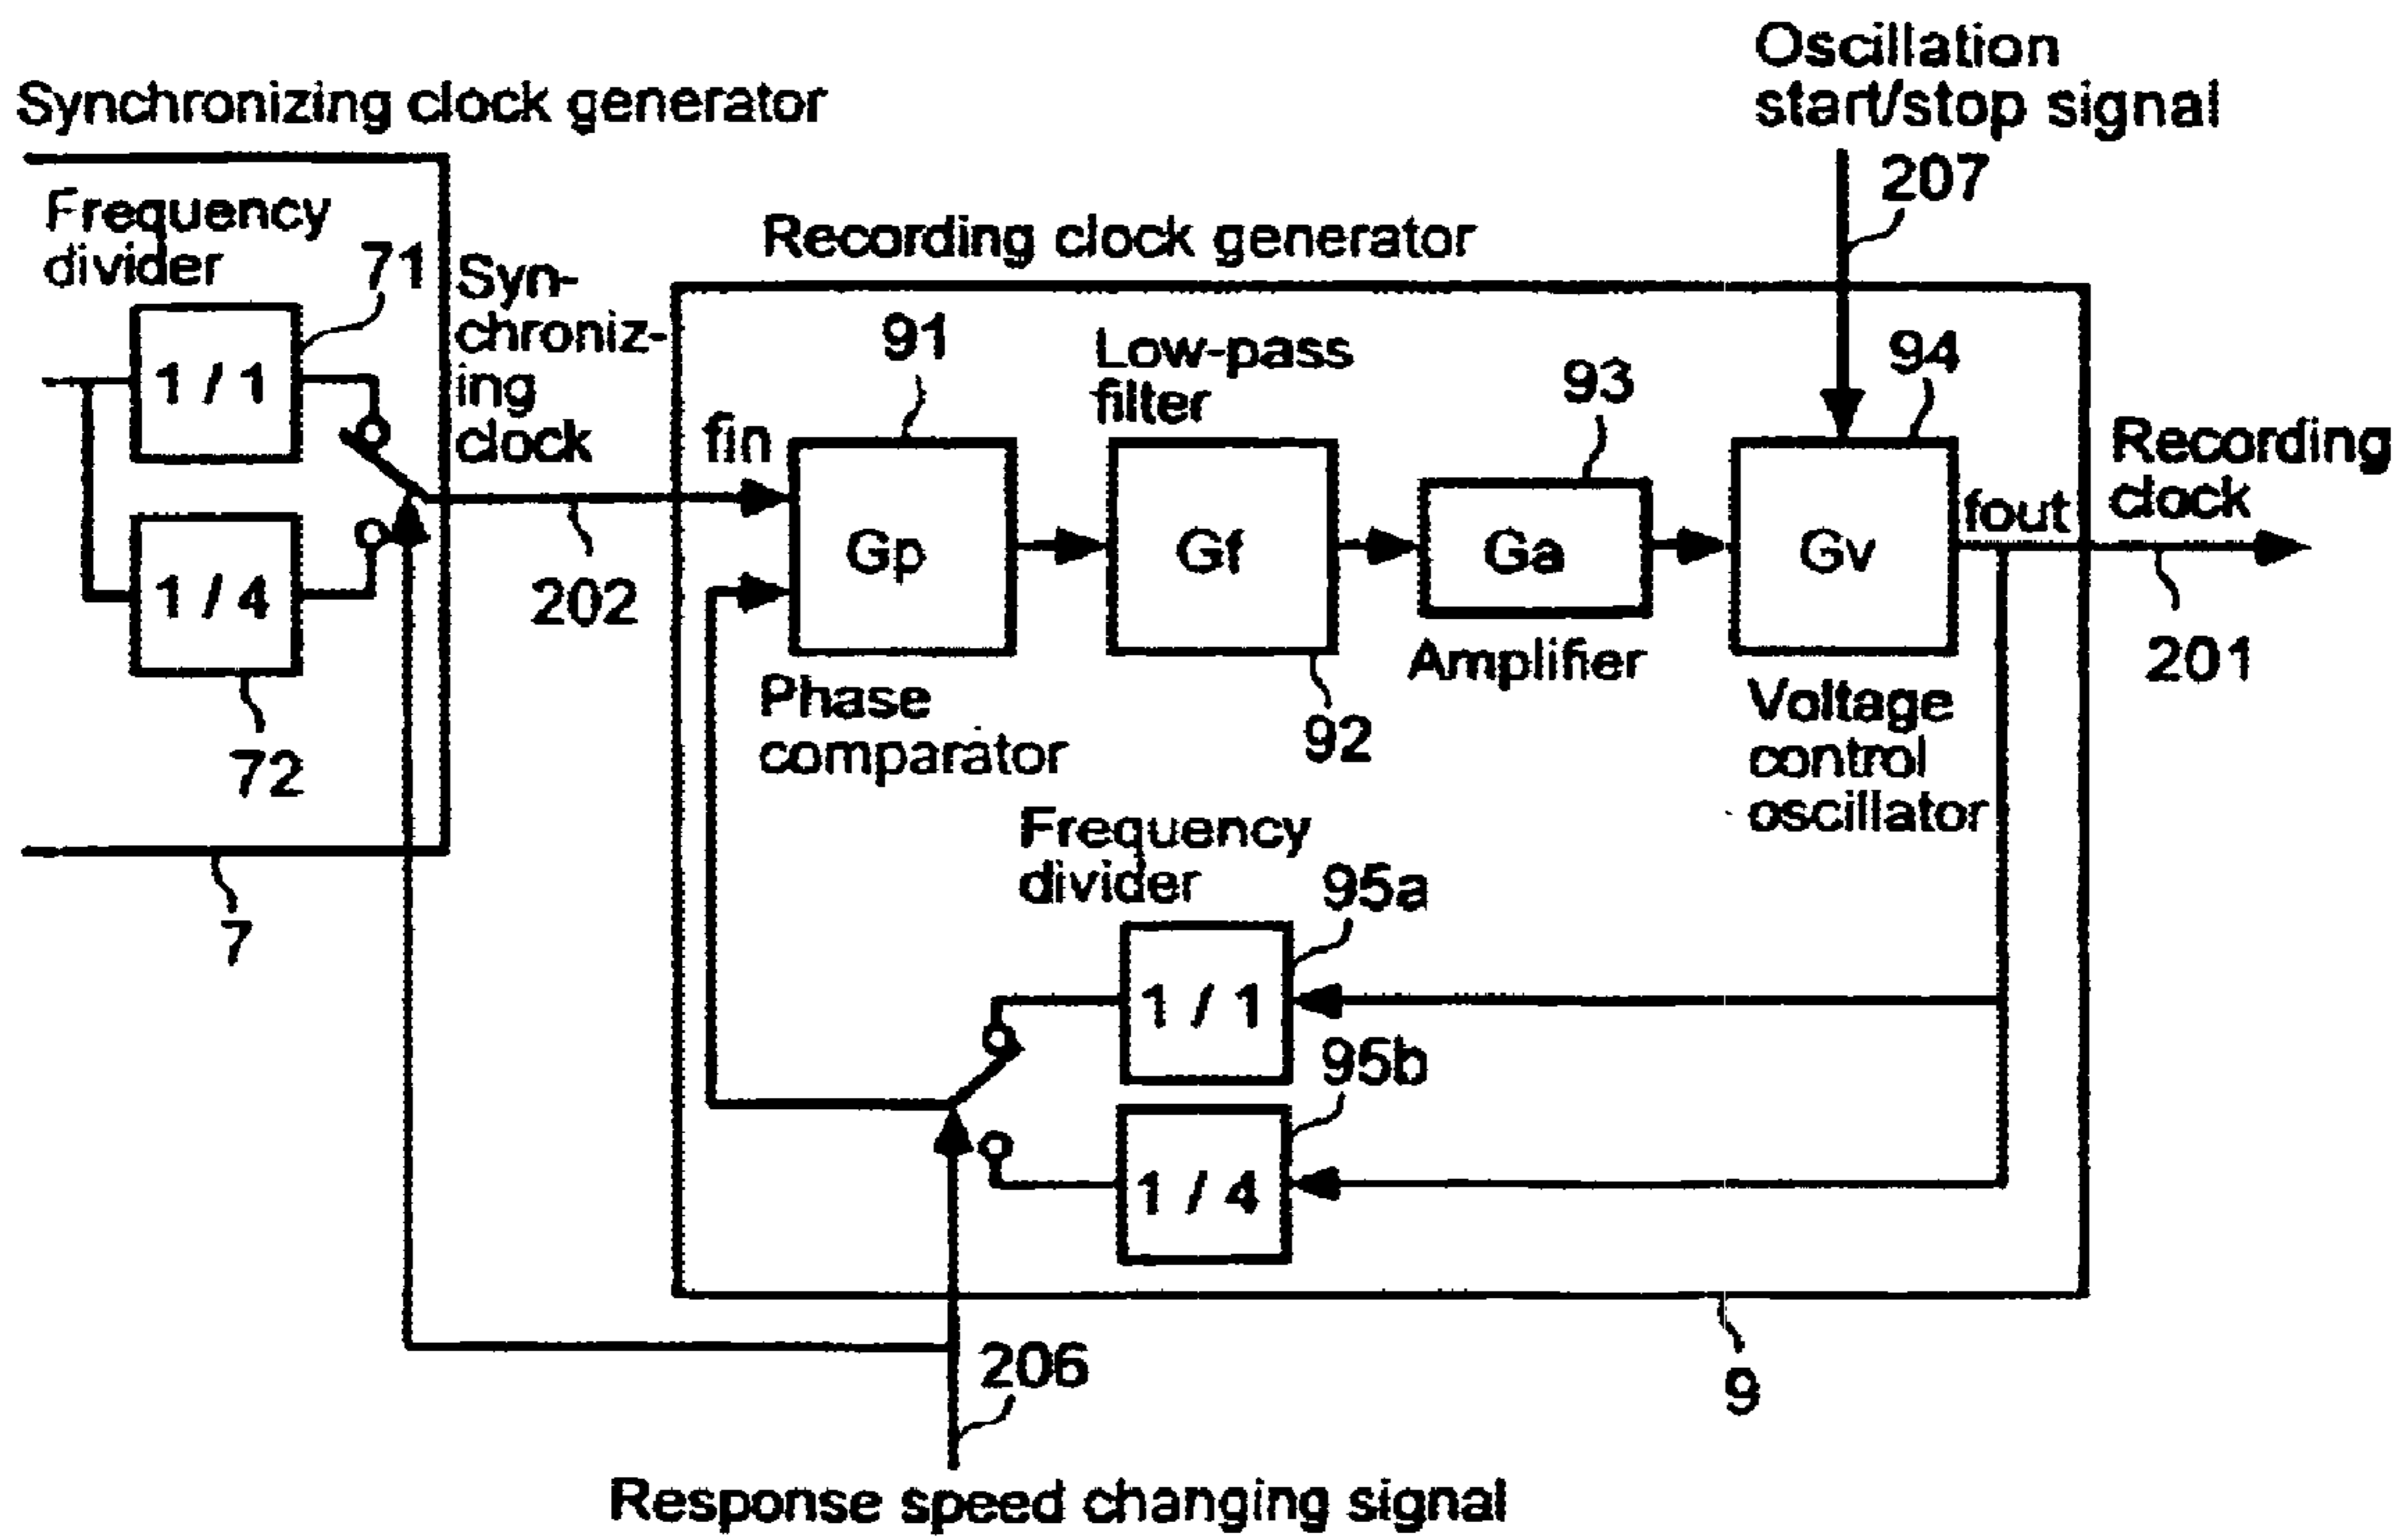 Oscillation
start/stop signal
207
Synchronizing clock generator
Frequency
divider
71
1 / 1
1 / 4
72
7
Syn-
chroniz-
ing
clock
202
Recording clock generator
fin
91
Gp
Phase
comparator
Low-pass
filter
Gf
92
93
Ga
Amplifier
94
Gv
Voltage
control
oscillator
fout
Recording
clock
201
Frequency
divider
95a
1 / 1
95b
1 / 4
9
206
Response speed changing signal